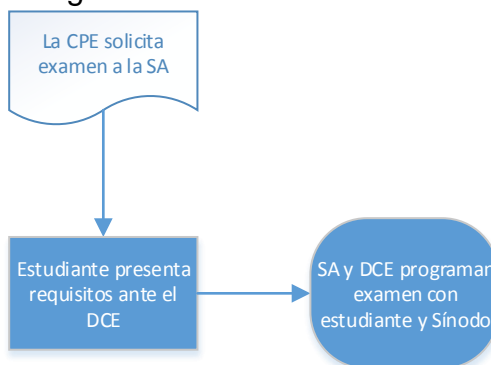 La CPE solicita
examen a la SA
Estudiante presenta
requisitos ante el
DCE
SA y DCE programan
examen con
estudiante y Sínodo